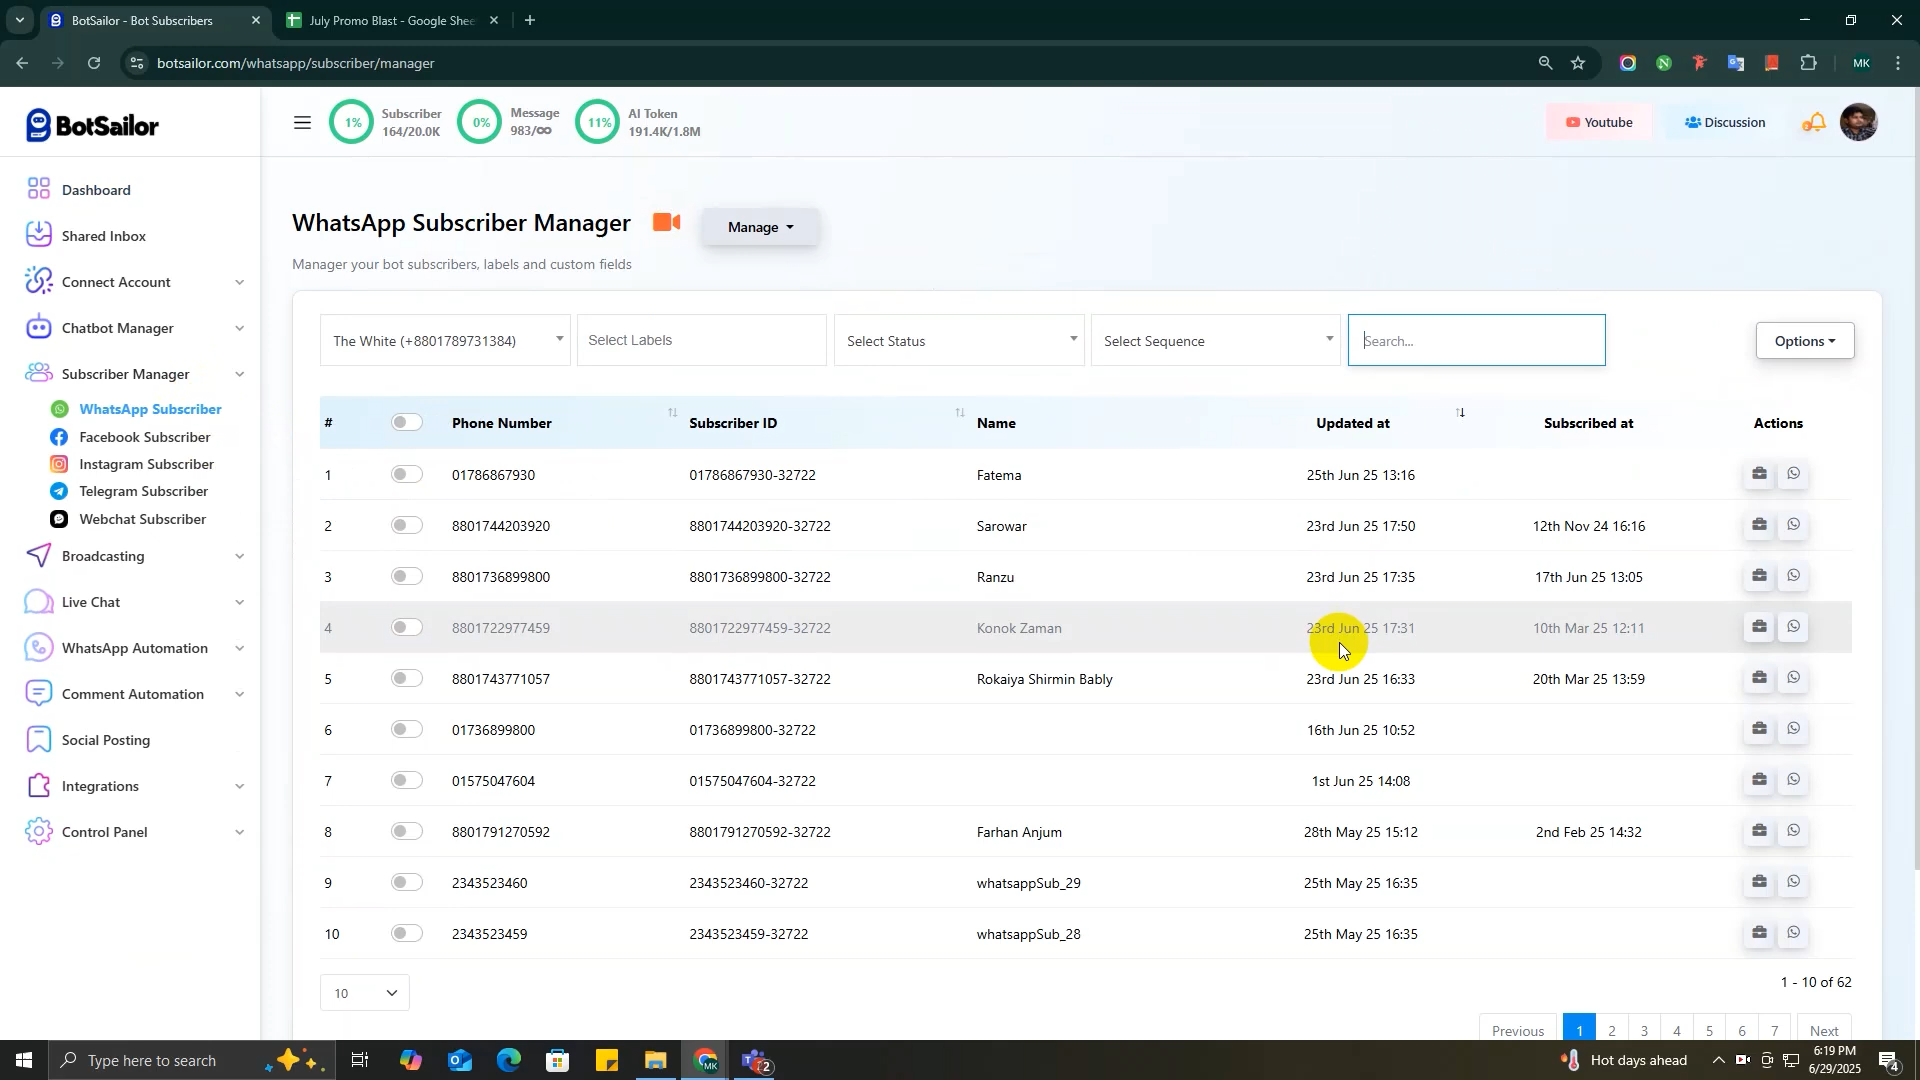 BotSailor - Bot Subscribers
July Promo Blast - Google Shee
botsailor.com/whatsapp/subscriber/manager
MK
BotSailor
1%
Subscriber
164/20.0K
0%
Message
983/∞
11%
AI Token
191.4K/1.8M
Youtube
Discussion
Dashboard
Shared Inbox
Connect Account
Chatbot Manager
Subscriber Manager
WhatsApp Subscriber
Facebook Subscriber
Instagram Subscriber
Telegram Subscriber
Webchat Subscriber
Broadcasting
Live Chat
WhatsApp Automation
Comment Automation
Social Posting
Integrations
Control Panel
WhatsApp Subscriber Manager
Manage
Manager your bot subscribers, labels and custom fields
The White (+8801789731384)
Select Labels
Select Status
Select Sequence
Search...
Options
# Phone Number Subscriber ID Name Updated at Subscribed at Actions
1 01786867930 01786867930-32722 Fatema 25th Jun 25 13:16
2 8801744203920 8801744203920-32722 Sarowar 23rd Jun 25 17:50 12th Nov 24 16:16
3 8801736899800 8801736899800-32722 Ranzu 23rd Jun 25 17:35 17th Jun 25 13:05
4 8801722977459 8801722977459-32722 Konok Zaman 23rd Jun 25 17:31 10th Mar 25 12:11
5 8801743771057 8801743771057-32722 Rokaiya Shirmin Bably 23rd Jun 25 16:33 20th Mar 25 13:59
6 01736899800 01736899800-32722 16th Jun 25 10:52
7 01575047604 01575047604-32722 1st Jun 25 14:08
8 8801791270592 8801791270592-32722 Farhan Anjum 28th May 25 15:12 2nd Feb 25 14:32
9 2343523460 2343523460-32722 whatsappSub_29 25th May 25 16:35
10 2343523459 2343523459-32722 whatsappSub_28 25th May 25 16:35
10
1 - 10 of 62
Previous 1 2 3 4 5 6 7 Next
Type here to search
MK
2
Hot days ahead
6:19 PM
6/29/2025
4